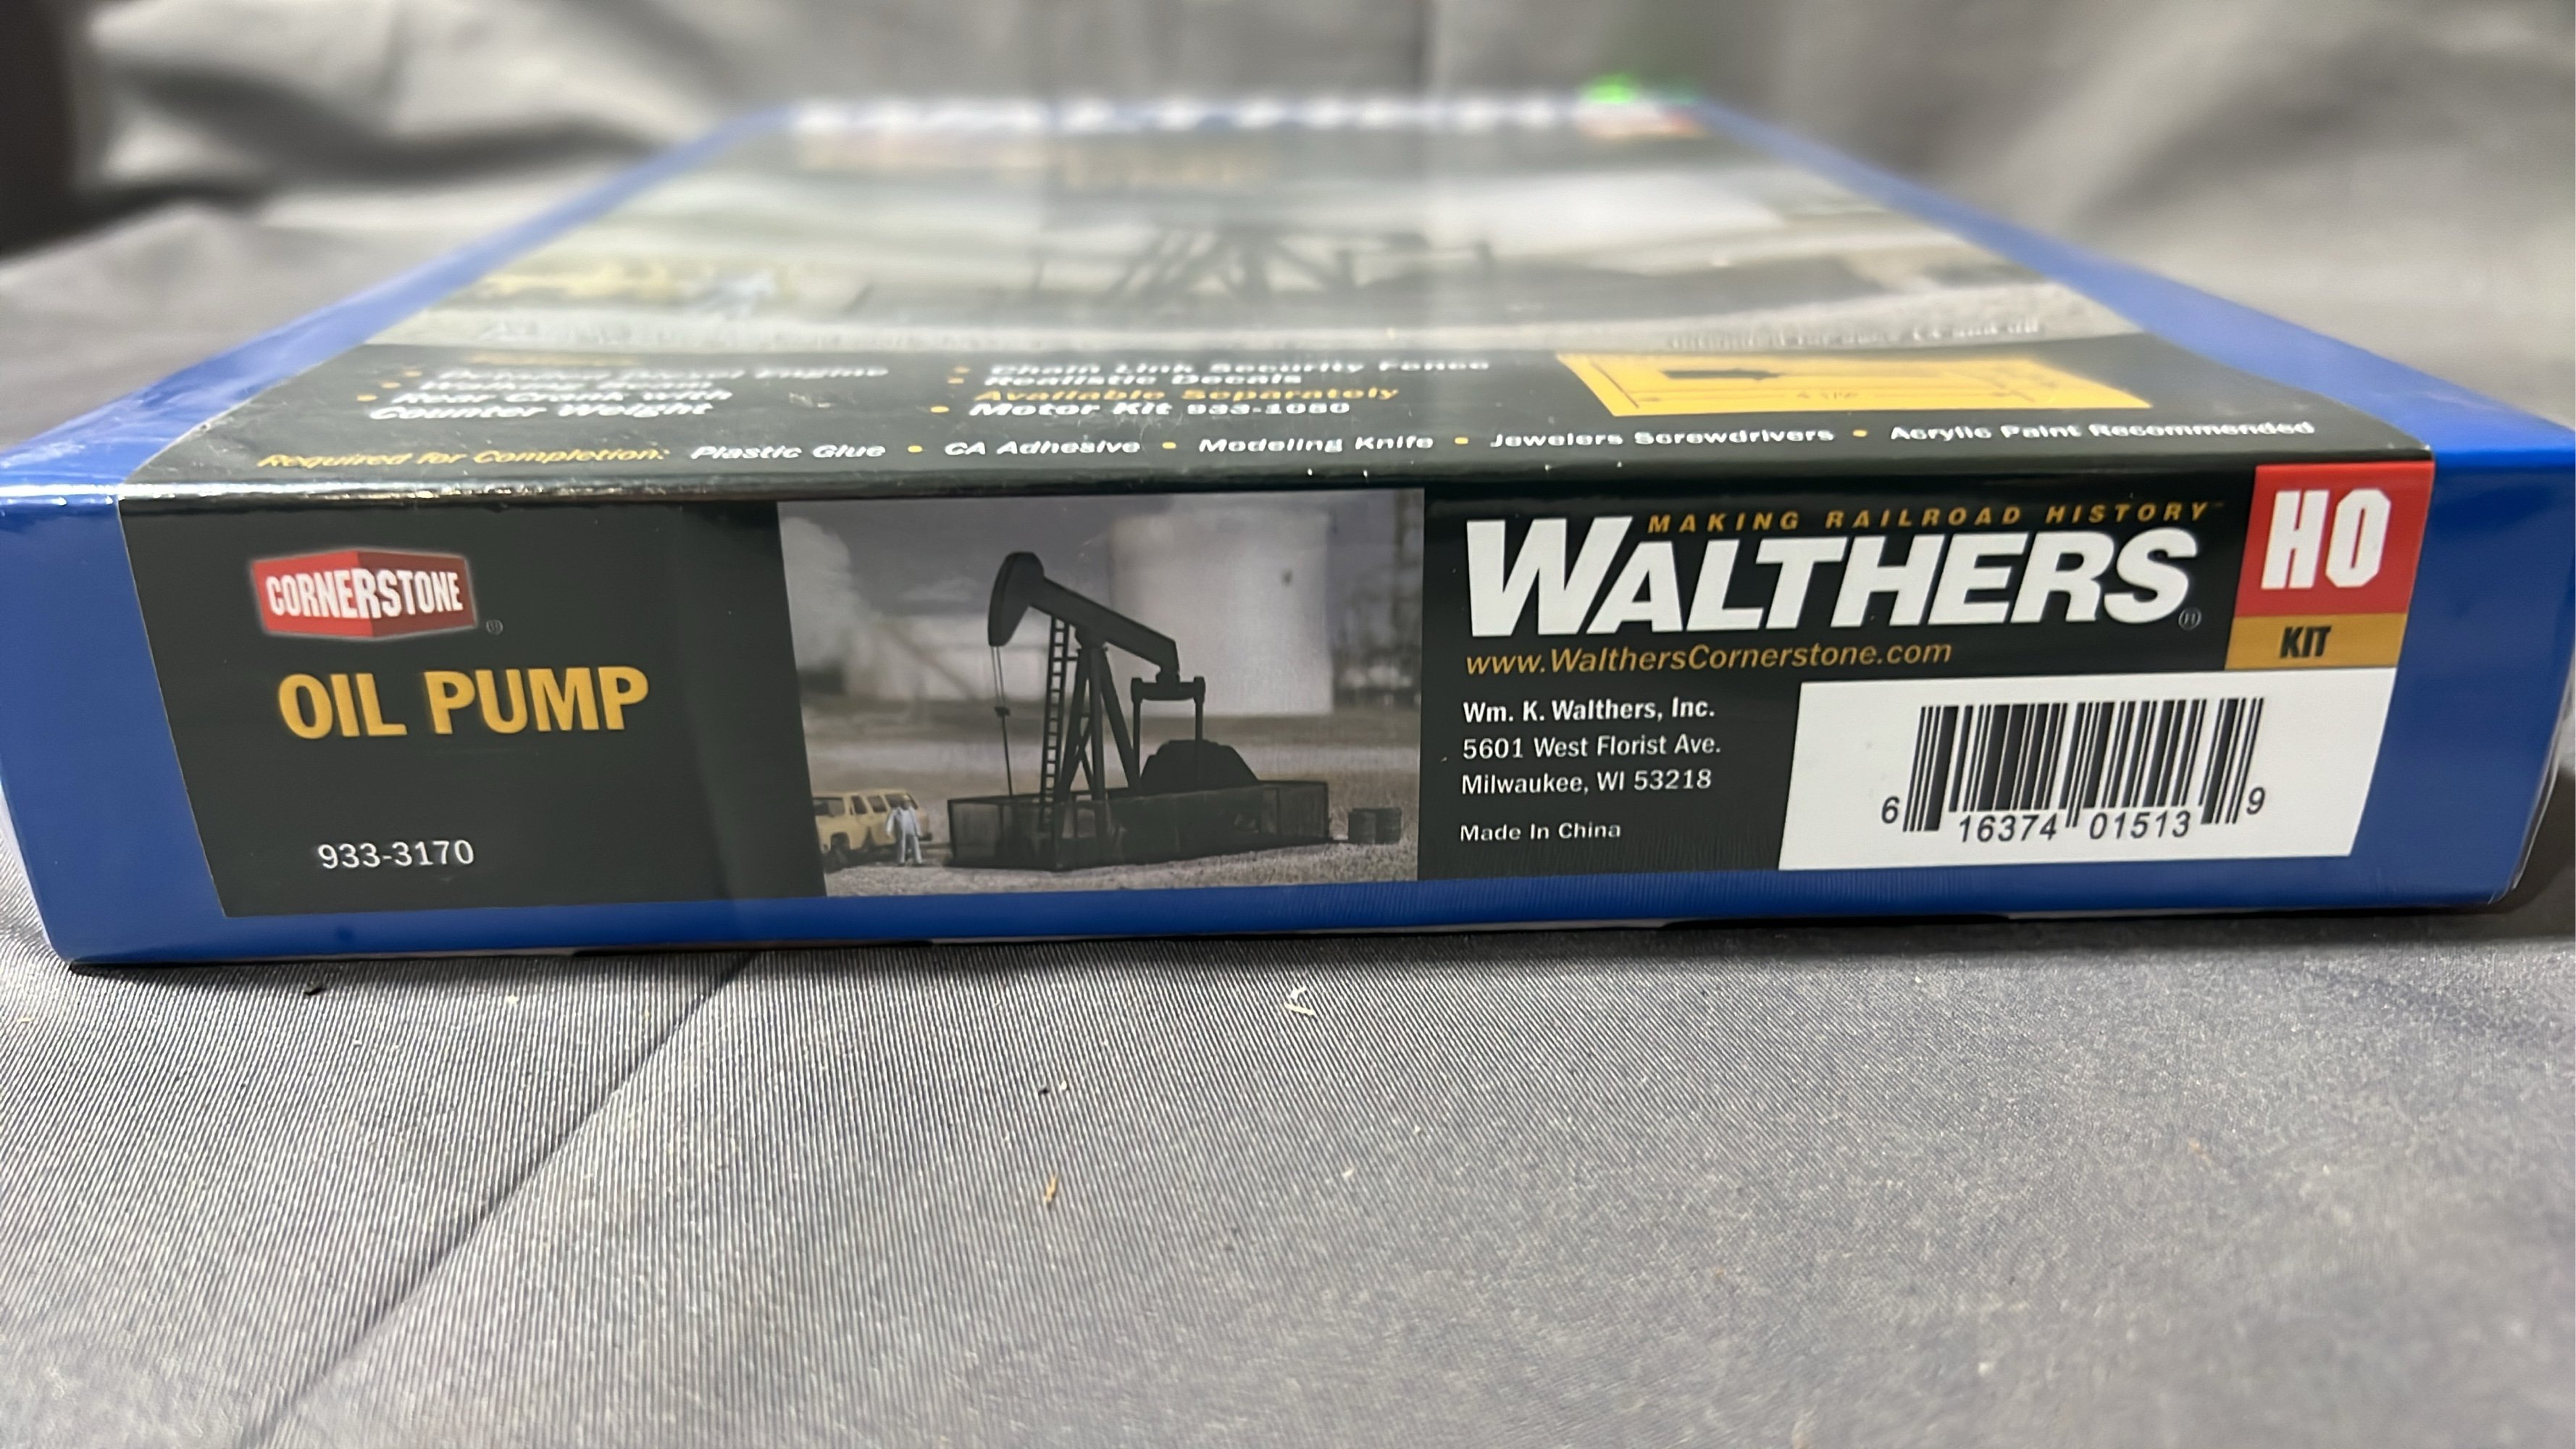 Counter Weight
Chain Link Security Fence
Realistic Decals
Available Separately
Motor Kit 933-1060
Required for Completion: Plastic Glue • CA Adhesive • Modeling Knife • Jewelers Screwdrivers • Acrylic Paint Recommended
CORNERSTONE ®
OIL PUMP
933-3170
MAKING RAILROAD HISTORY™
WALTHERS®
www.WalthersCornerstone.com
Wm. K. Walthers, Inc.
5601 West Florist Ave.
Milwaukee, WI 53218
Made In China
HO
KIT
6 16374 01513 9